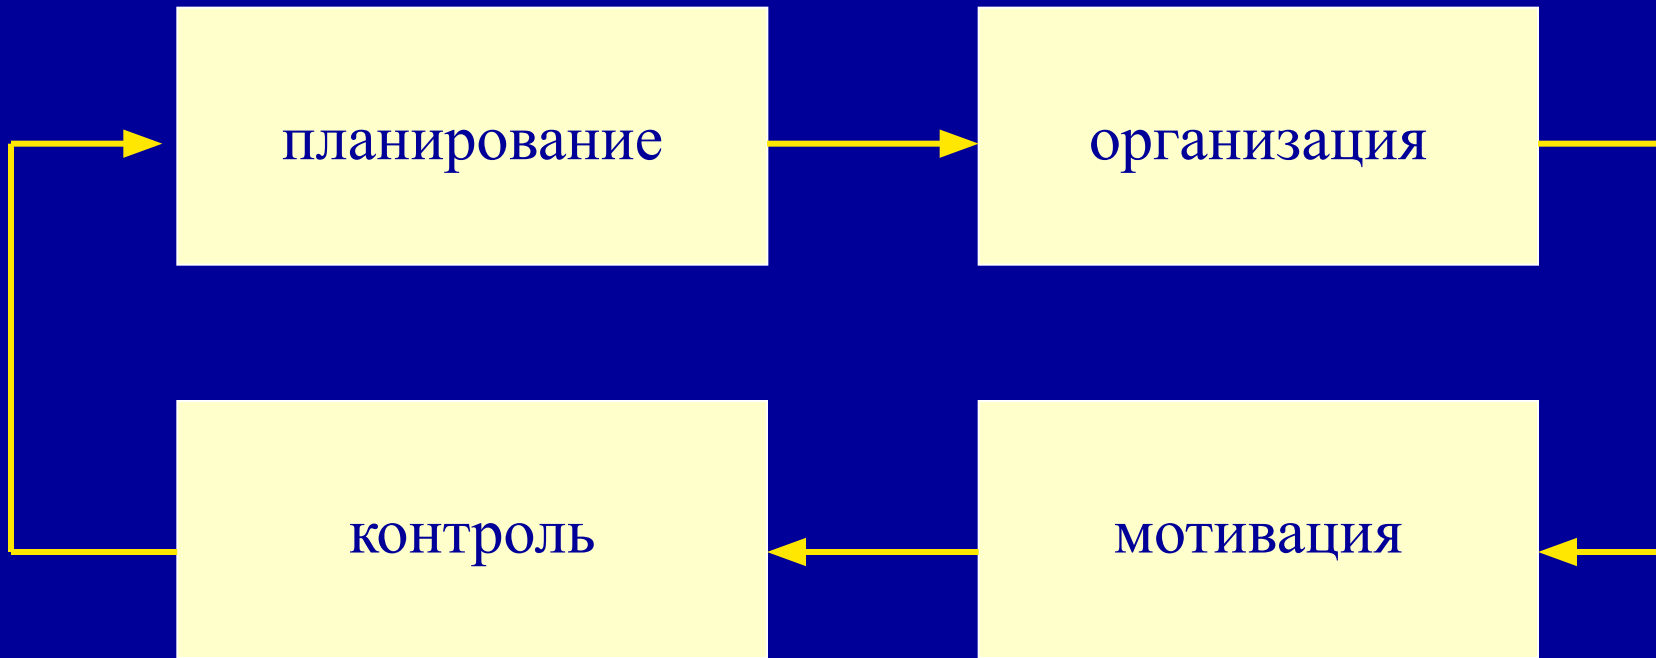 планирование
организация
контроль
мотивация